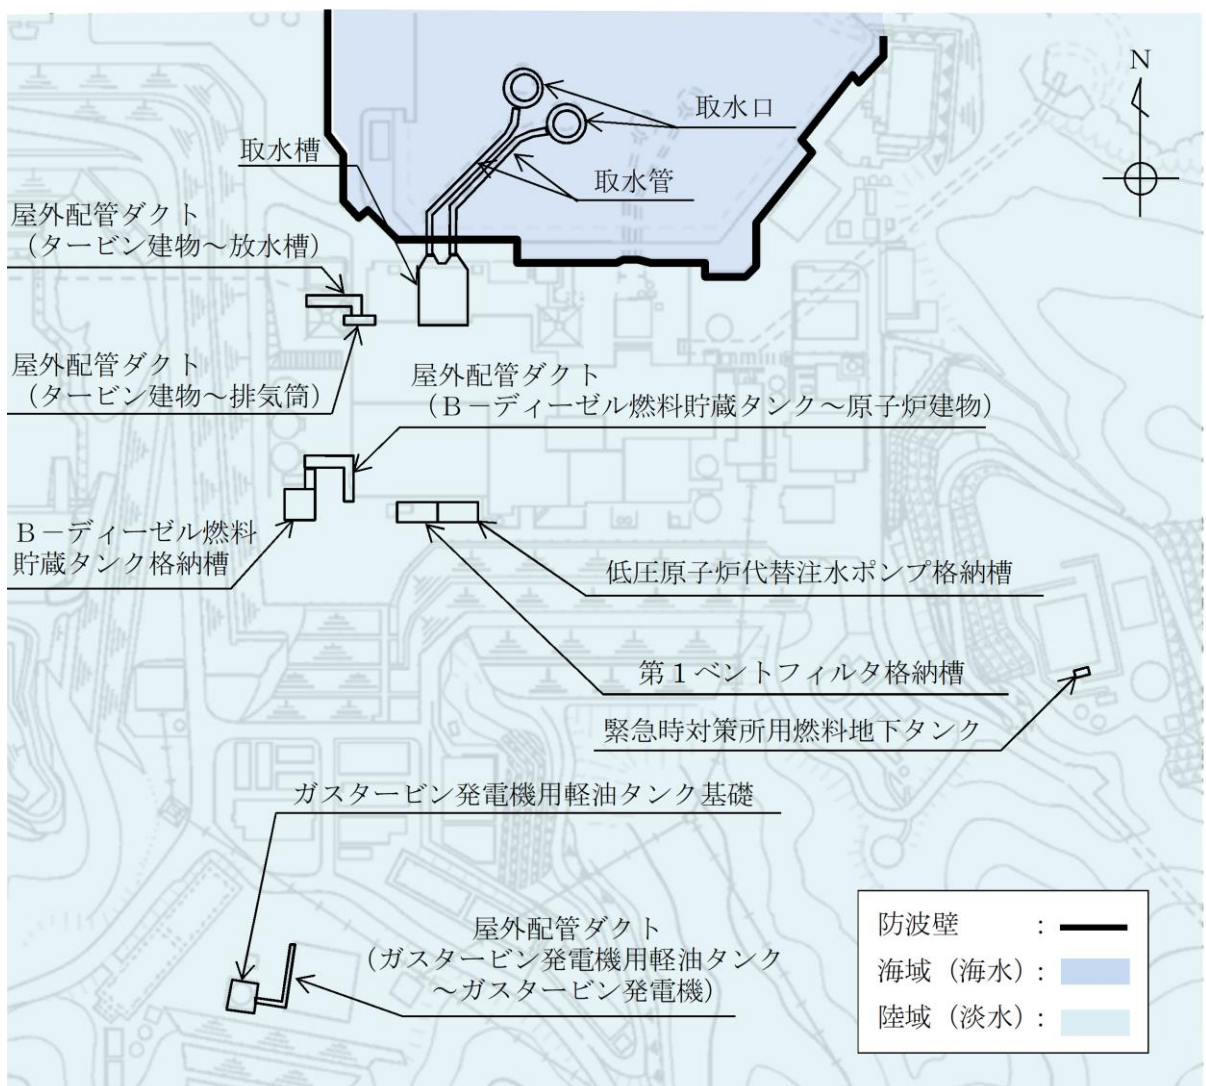 N
取水口
取水槽
取水管
屋外配管ダクト
（タービン建物～放水槽）
屋外配管ダクト
（タービン建物～排気筒）
屋外配管ダクト
（Ｂ－ディーゼル燃料貯蔵タンク～原子炉建物）
Ｂ－ディーゼル燃料
貯蔵タンク格納槽
低圧原子炉代替注水ポンプ格納槽
第１ベントフィルタ格納槽
緊急時対策所用燃料地下タンク
ガスタービン発電機用軽油タンク基礎
屋外配管ダクト
（ガスタービン発電機用軽油タンク
～ガスタービン発電機）
防波壁　　　：
海域（海水）：
陸域（淡水）：